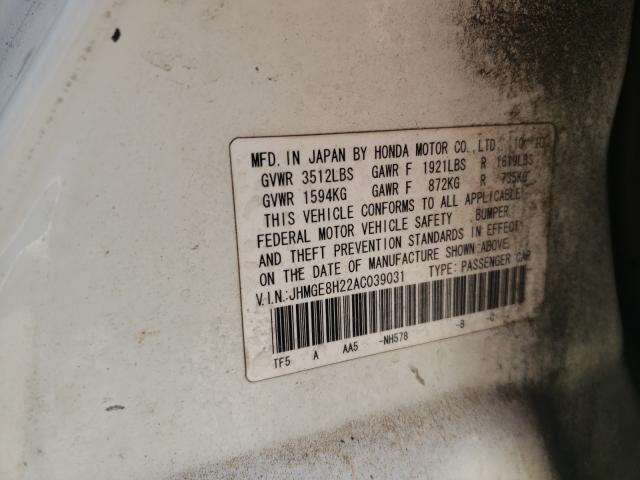 MFD. IN JAPAN BY HONDA MOTOR CO., LTD.
GVWR 3512LBS GAWR F 1921LBS R 1619LBS
GVWR 1594KG GAWR F 872KG R 735KG
THIS VEHICLE CONFORMS TO ALL APPLICABLE
FEDERAL MOTOR VEHICLE SAFETY, BUMPER,
AND THEFT PREVENTION STANDARDS IN EFFECT
ON THE DATE OF MANUFACTURE SHOWN ABOVE.
V.I.N.:JHMGE8H22AC039031 TYPE: PASSENGER CAR
TF5 A AA5 -NH578 -B -C